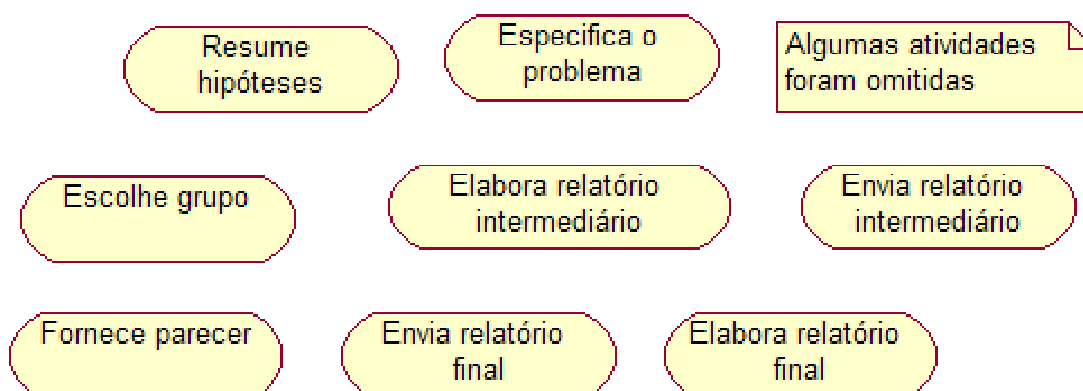 Resume
hipóteses
Especifica o
problema
Algumas atividades
foram omitidas
Escolhe grupo
Elabora relatório
intermediário
Envia relatório
intermediário
Fornece parecer
Envia relatório
final
Elabora relatório
final